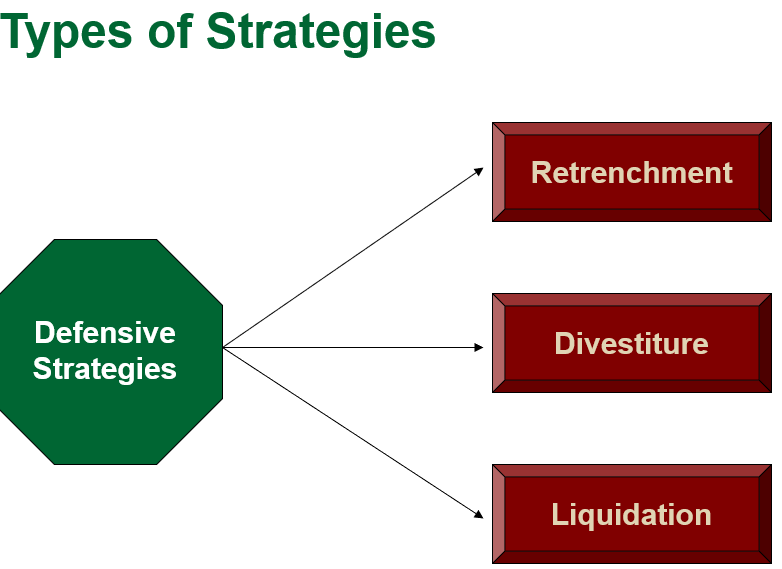 Types of Strategies
Retrenchment
Defensive
Strategies
Divestiture
Liquidation